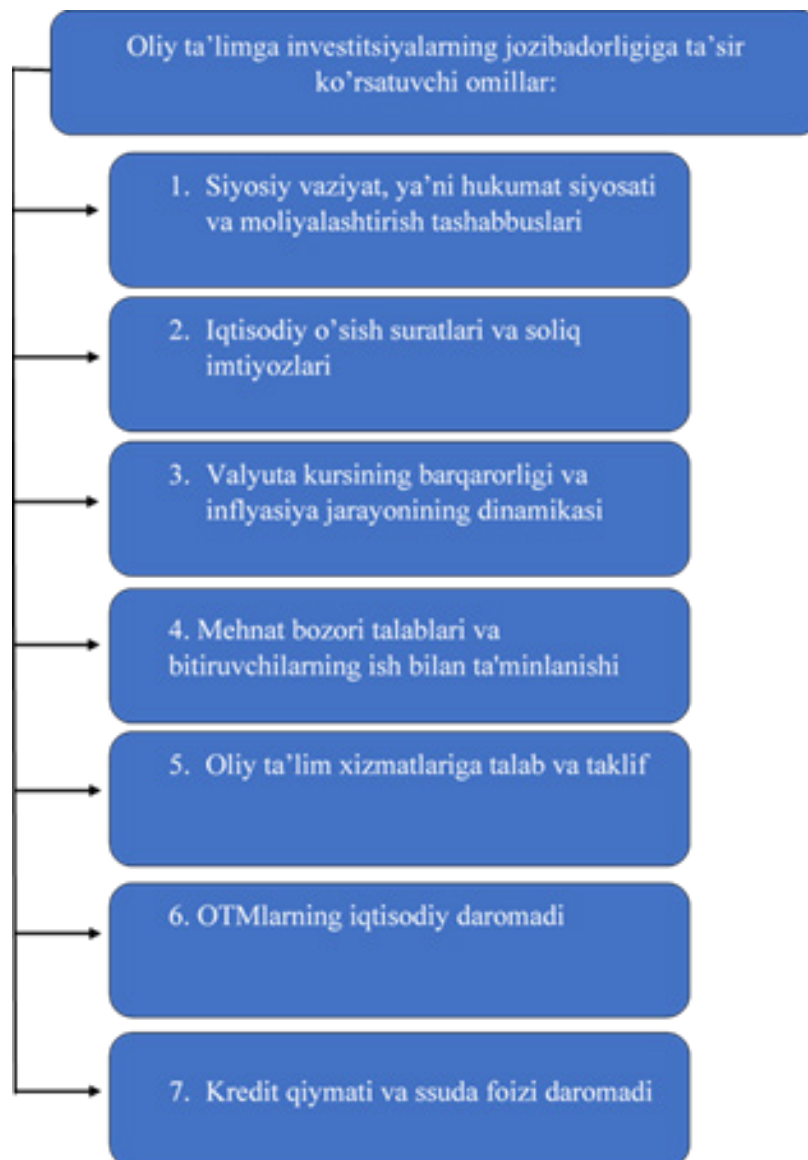 Oliy ta’limga investitsiyalarning jozibadorligiga ta’sir
ko’rsatuvchi omillar:
1. Siyosiy vaziyat, ya’ni hukumat siyosati
va moliyalashtirish tashabbuslari
2. Iqtisodiy o’sish suratlari va soliq
imtiyozlari
3. Valyuta kursining barqarorligi va
inflyasiya jarayonining dinamikasi
4. Mehnat bozori talablari va
bitiruvchilarning ish bilan ta'minlanishi
5. Oliy ta’lim xizmatlariga talab va taklif
6. OTMlarning iqtisodiy daromadi
7. Kredit qiymati va ssuda foizi daromadi